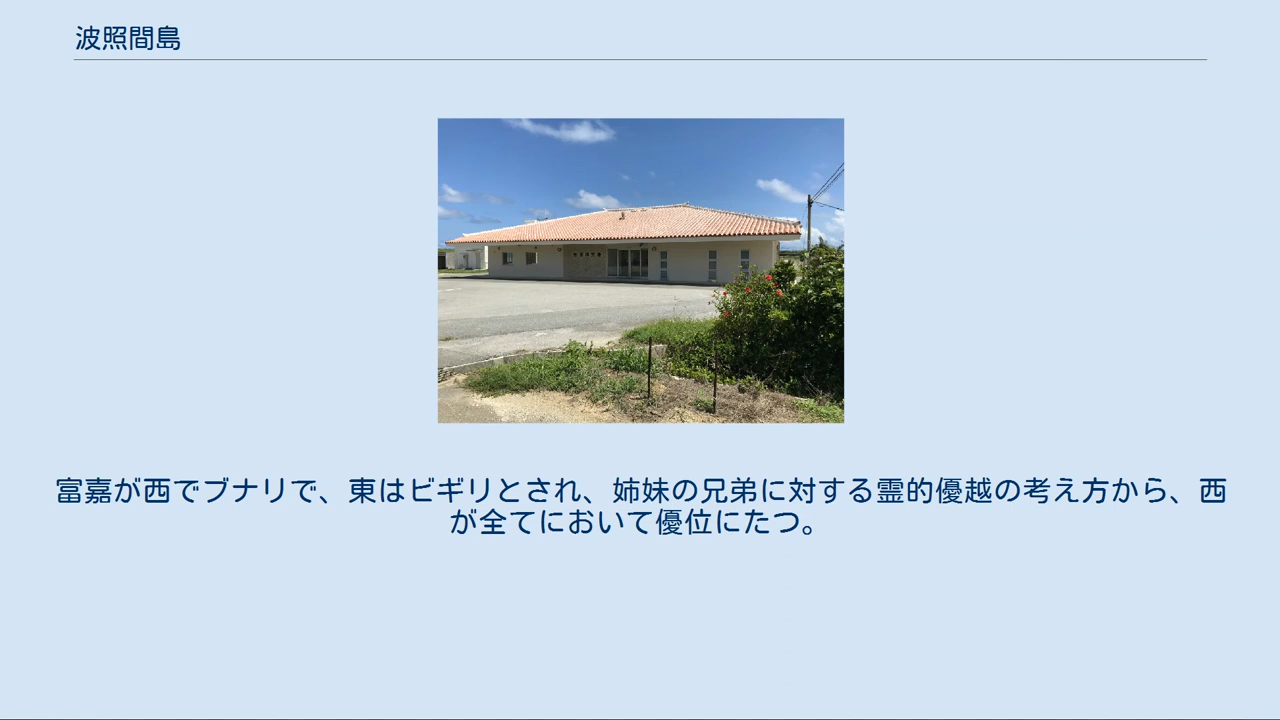 波照間島
富嘉が西でブナリで、東はビギリとされ、姉妹の兄弟に対する霊的優越の考え方から、西
が全てにおいて優位にたつ。